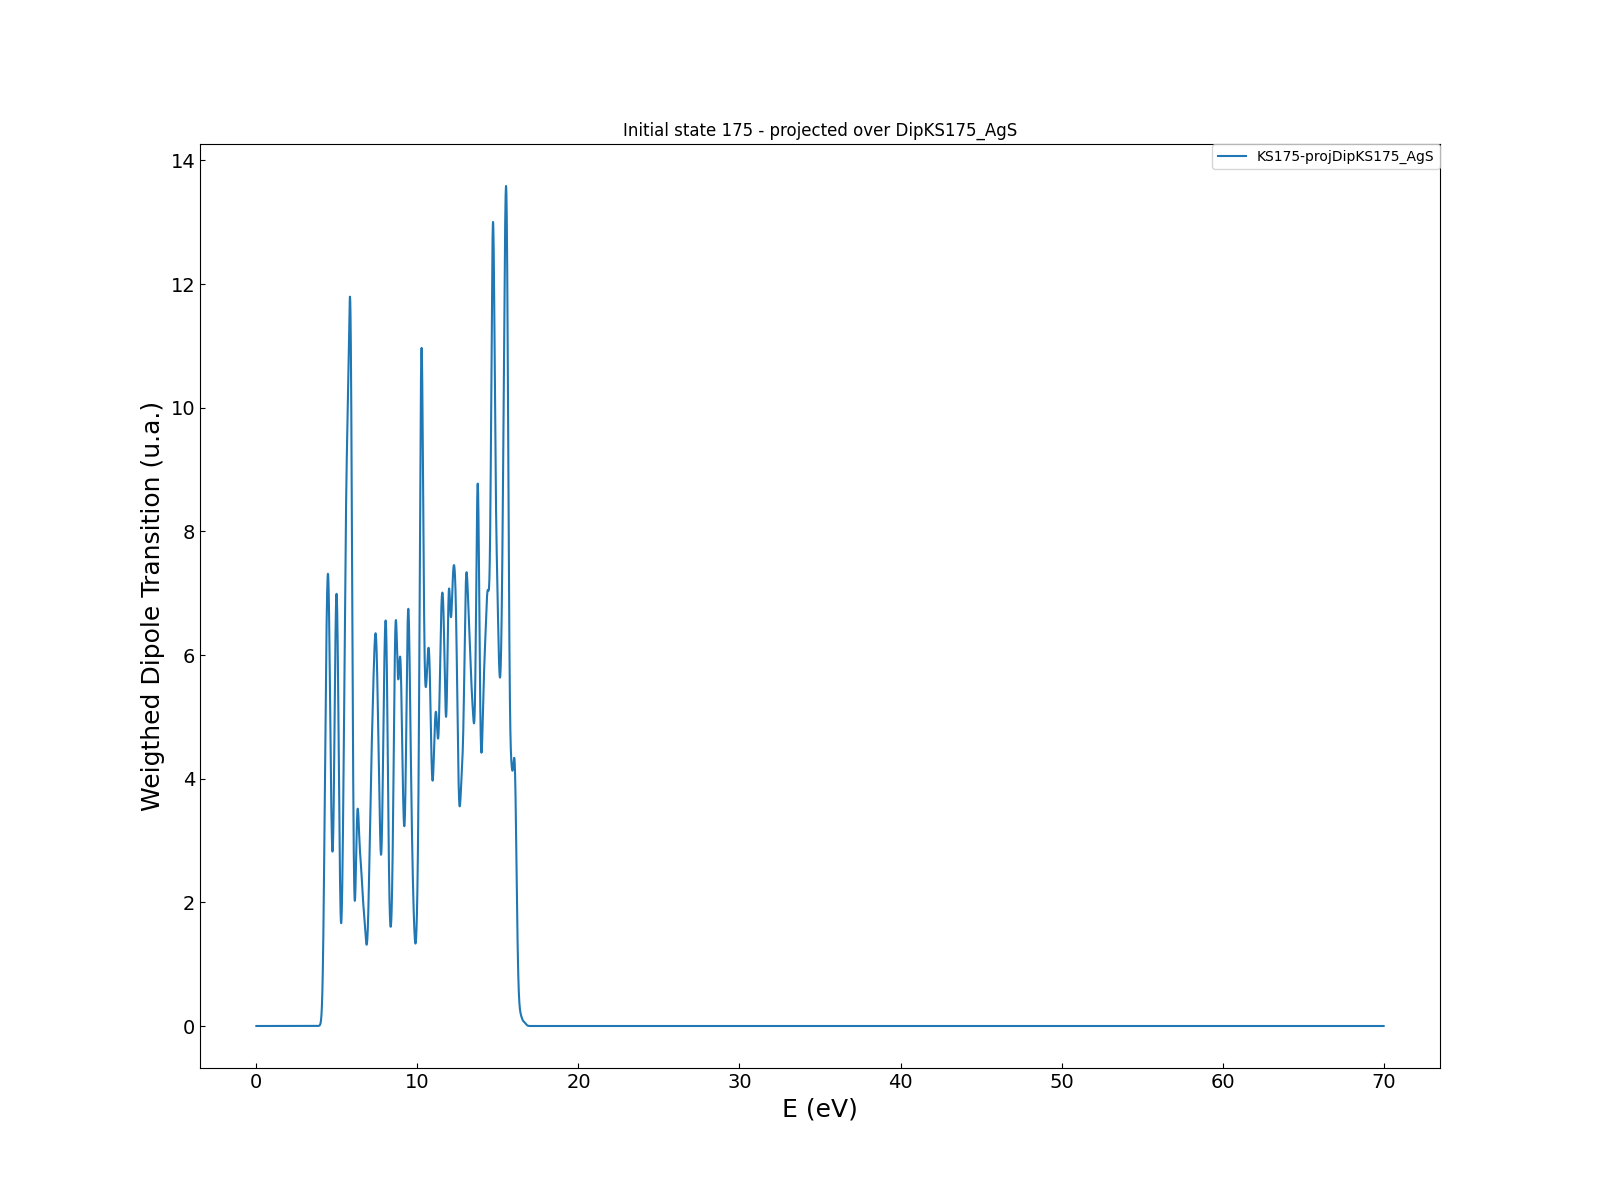 Initial state 175 - projected over DipKS175_AgS
KS175-projDipKS175_AgS
14
12
10
8
6
4
2
0
Weigthed Dipole Transition (u.a.)
0 10 20 30 40 50 60 70
E (eV)